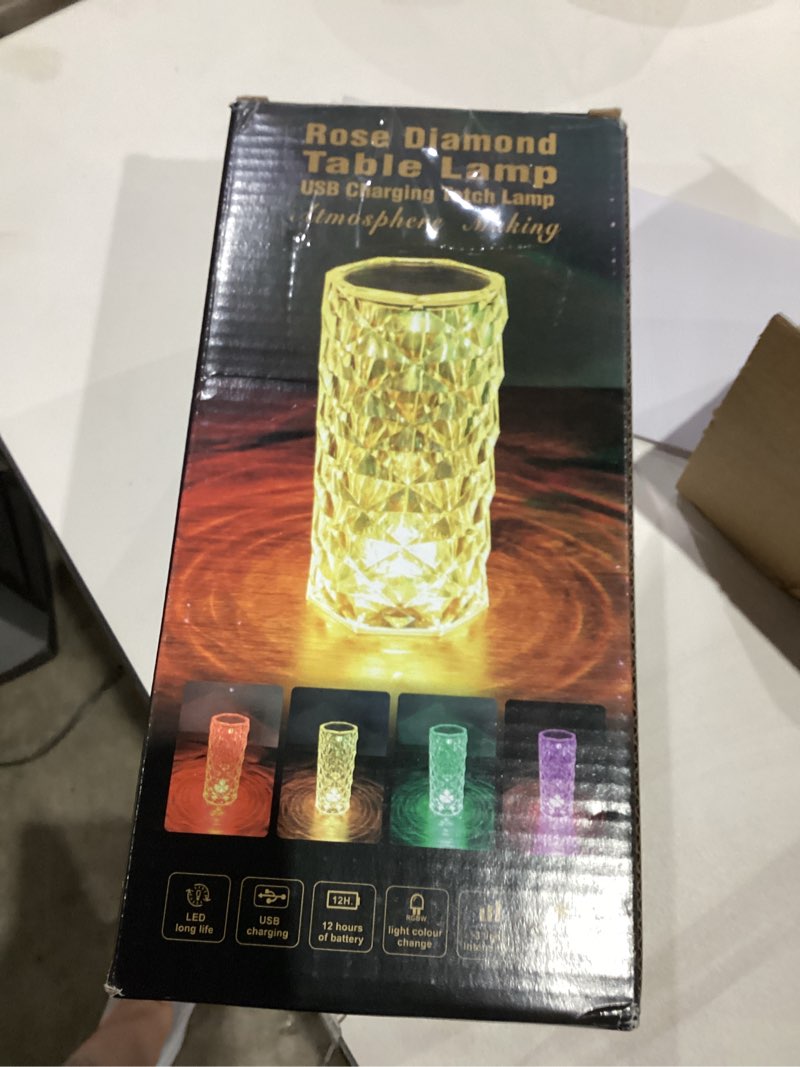 Rose Diamond
Table Lamp
USB Charging Lamp
Atmosphere Making
LED
long life
USB
charging
12H.
12 hours
of battery
RGBW
light colour
change